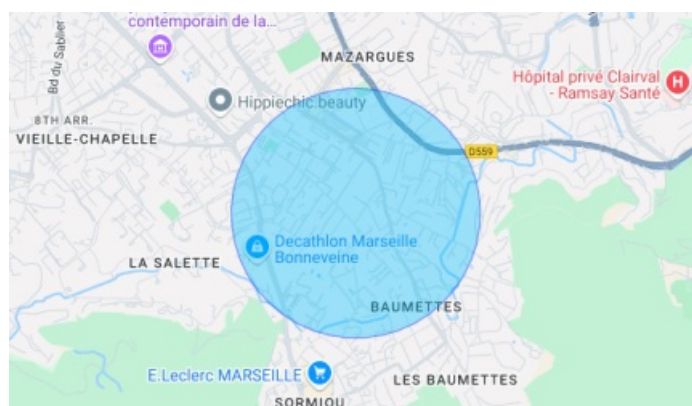 contemporain de la...
MAZARGUES
Bd du Sablier
Hôpital privé Clairval
- Ramsay Santé
Hippiechic.beauty
8TH ARR.
VIEILLE-CHAPELLE
D559
Decathlon Marseille
Bonneveine
LA SALETTE
BAUMETTES
E.Leclerc MARSEILLE
LES BAUMETTES
SORMIOU